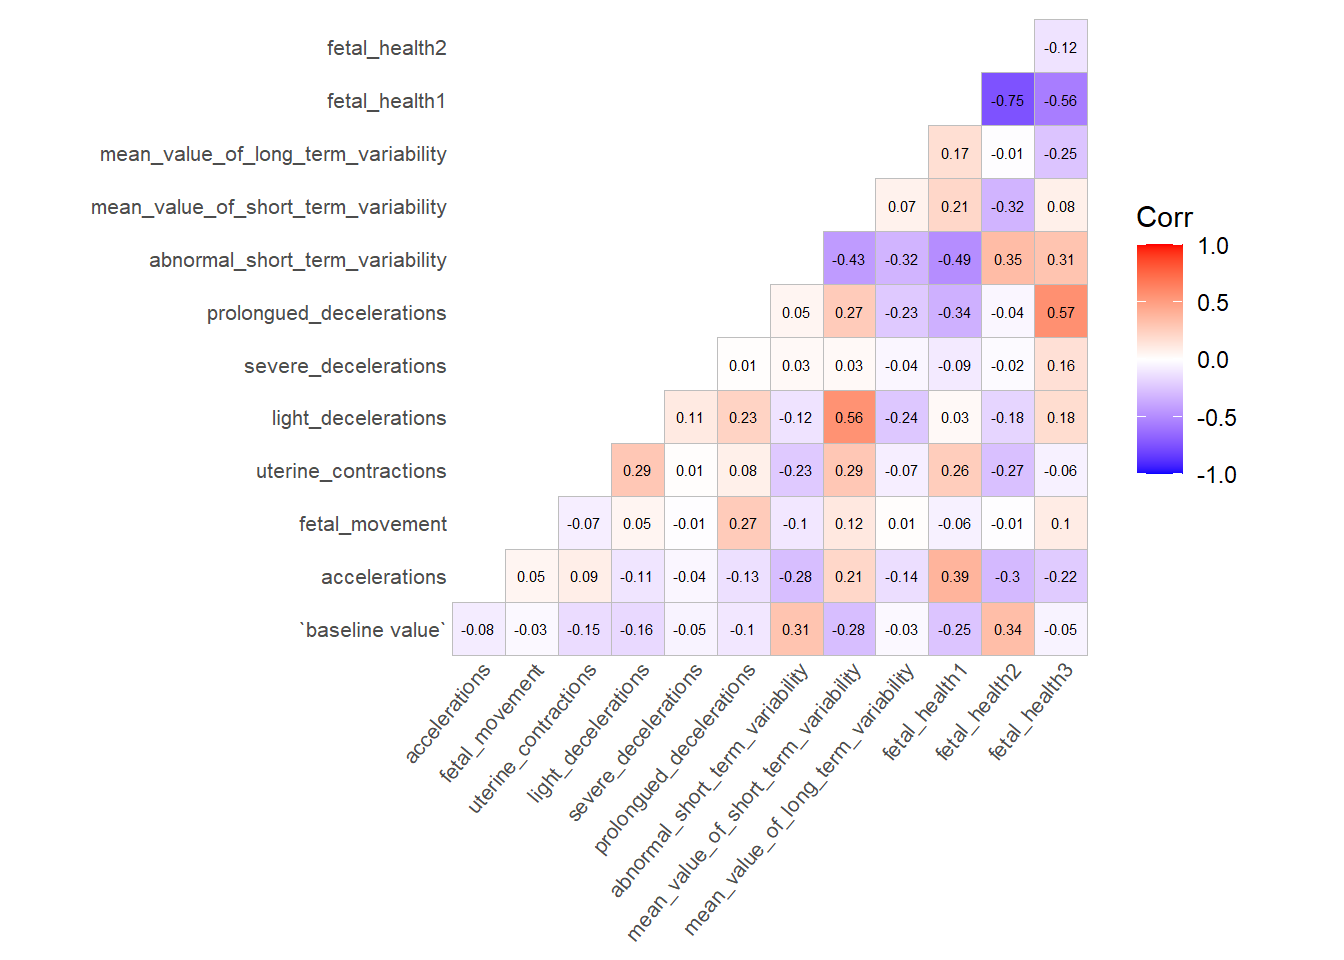 fetal_health2 -0.12
fetal_health1 -0.75 -0.56
mean_value_of_long_term_variability 0.17 -0.01 -0.25
mean_value_of_short_term_variability 0.07 0.21 -0.32 0.08
abnormal_short_term_variability -0.43 -0.32 -0.49 0.35 0.31
prolongued_decelerations 0.05 0.27 -0.23 -0.34 -0.04 0.57
severe_decelerations 0.01 0.03 0.03 -0.04 -0.09 -0.02 0.16
light_decelerations 0.11 0.23 -0.12 0.56 -0.24 0.03 -0.18 0.18
uterine_contractions 0.29 0.01 0.08 -0.23 0.29 -0.07 0.26 -0.27 -0.06
fetal_movement -0.07 0.05 -0.01 0.27 -0.1 0.12 0.01 -0.06 -0.01 0.1
accelerations 0.05 0.09 -0.11 -0.04 -0.13 -0.28 0.21 -0.14 0.39 -0.3 -0.22
`baseline value` -0.08 -0.03 -0.15 -0.16 -0.05 -0.1 0.31 -0.28 -0.03 -0.25 0.34 -0.05
accelerations
fetal_movement
uterine_contractions
light_decelerations
severe_decelerations
prolongued_decelerations
abnormal_short_term_variability
mean_value_of_short_term_variability
mean_value_of_long_term_variability
fetal_health1
fetal_health2
fetal_health3
Corr
1.0
0.5
0.0
-0.5
-1.0